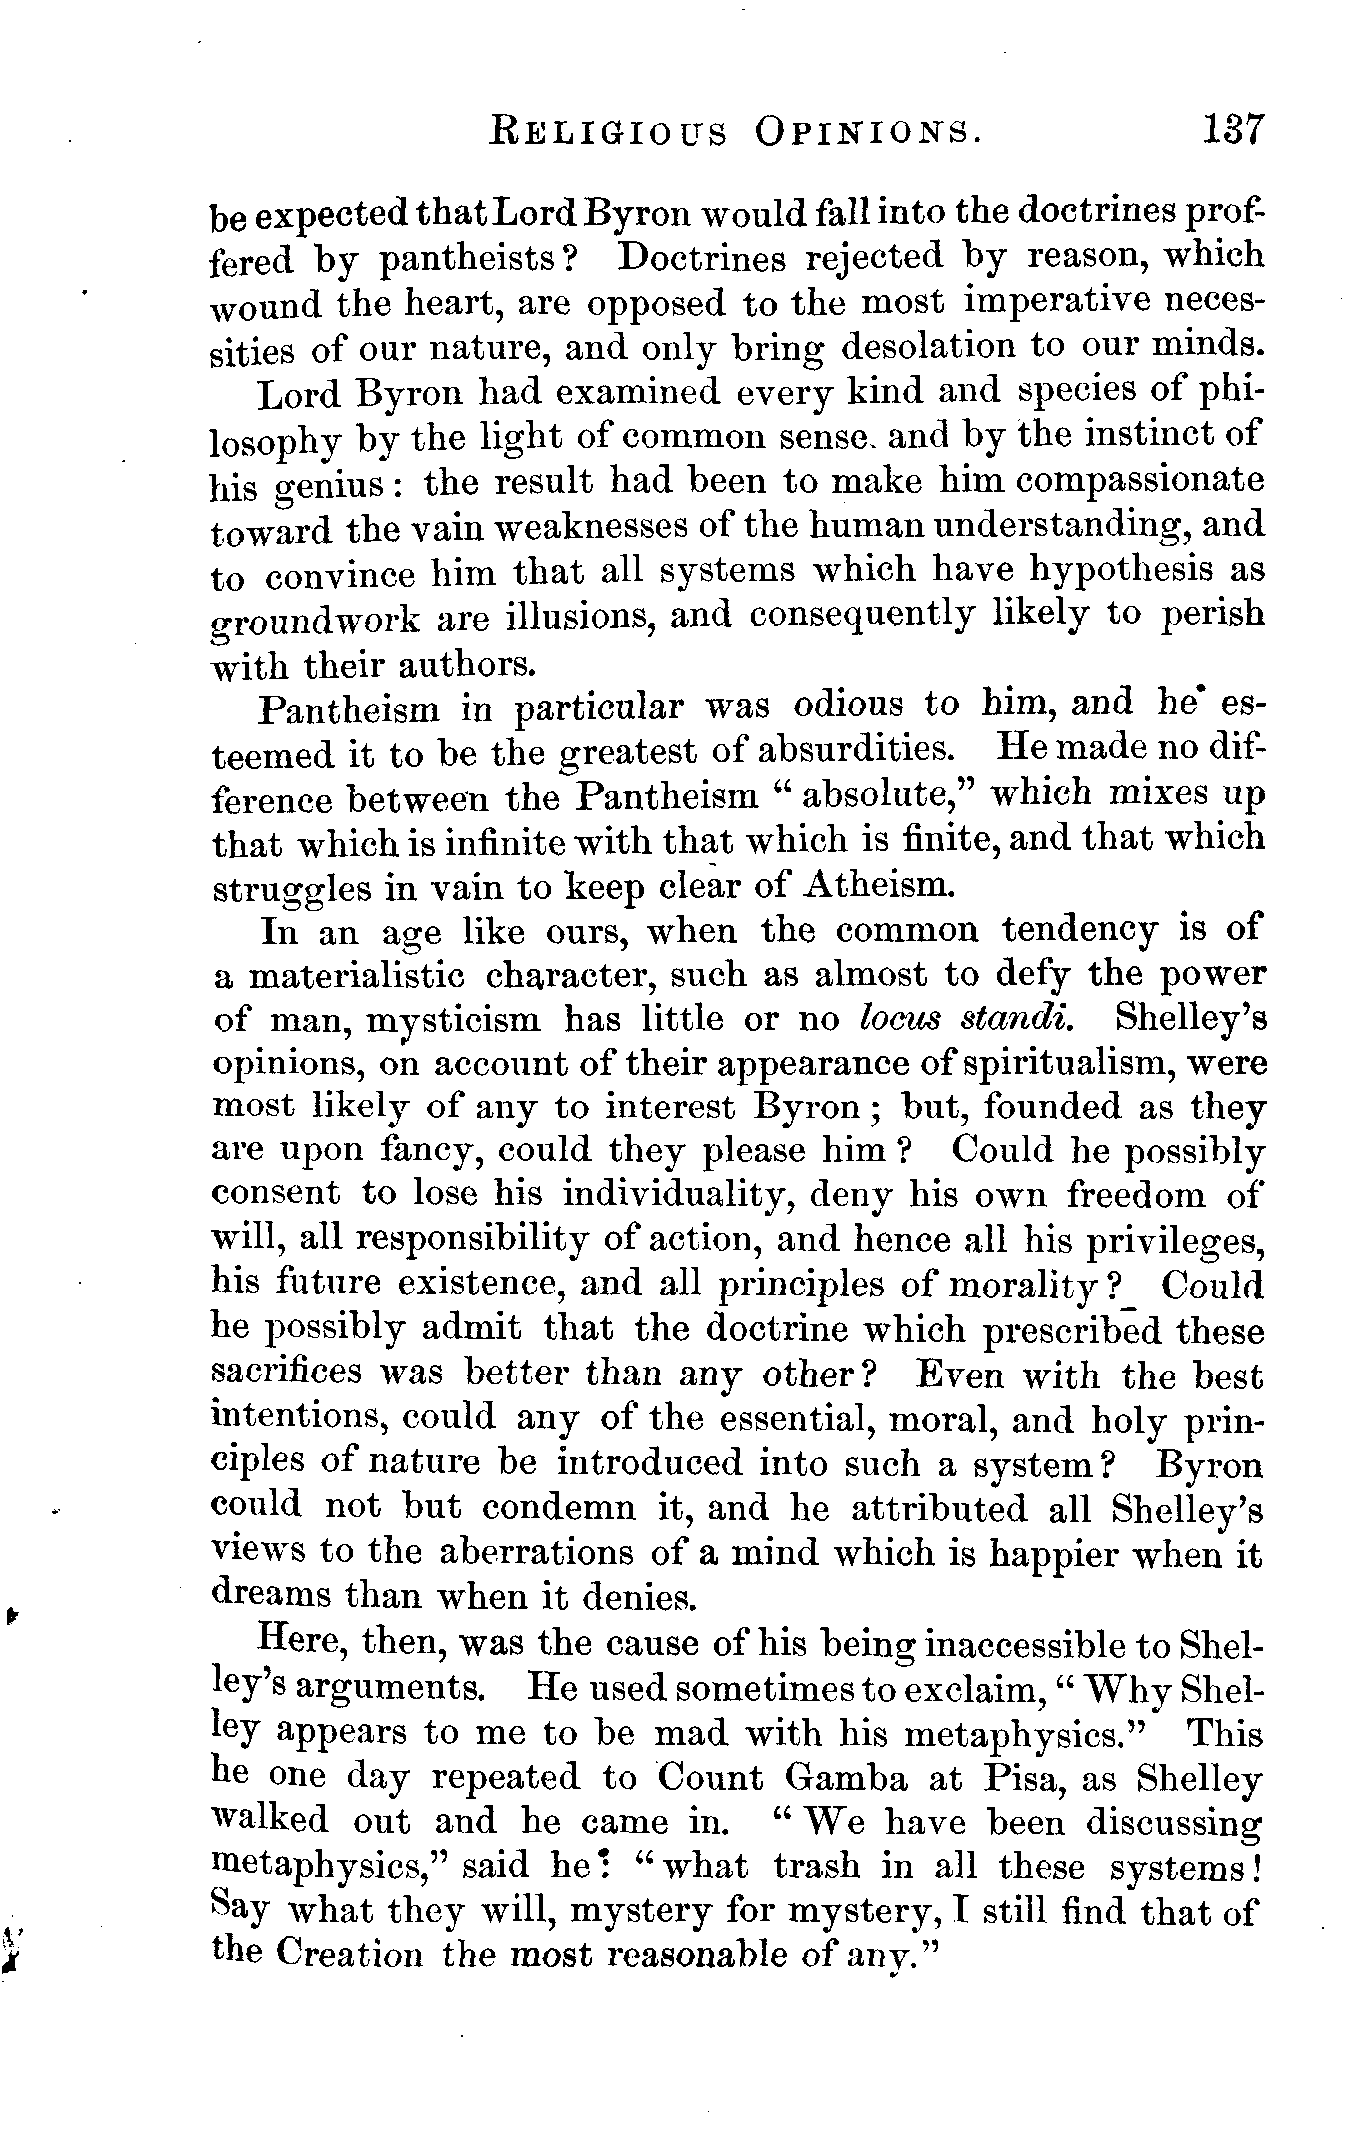 RELIGIOUS OPINIONS. 137
be expected that Lord Byron would fall into the doctrines prof-
fered by pantheists? Doctrines rejected by reason, which
wound the heart, are opposed to the most imperative neces-
sities of our nature, and only bring desolation to our minds.
Lord Byron had examined every kind and species of phi-
losophy by the light of common sense. and by the instinct of
his genius: the result had been to make him compassionate
toward the vain weaknesses of the human understanding, and
to convince him that all systems which have hypothesis as
groundwork are illusions, and consequently likely to perish
with their authors.
Pantheism in particular was odious to him, and he es-
teemed it to be the greatest of absurdities. He made no dif-
ference between the Pantheism "absolute," which mixes up
that which is infinite with that which is finite, and that which
struggles in vain to keep clear of Atheism.
In an age like ours, when the common tendency is of
a materialistic character, such as almost to defy the power
of man, mysticism has little or no locus standi. Shelley's
opinions, on account of their appearance of spiritualism, were
most likely of any to interest Byron; but, founded as they
are upon fancy, could they please him? Could he possibly
consent to lose his individuality, deny his own freedom of
will, all responsibility of action, and hence all his privileges,
his future existence, and all principles of morality? Could
he possibly admit that the doctrine which prescribed these
sacrifices was better than any other? Even with the best
intentions, could any of the essential, moral, and holy prin-
ciples of nature be introduced into such a system? Byron
could not but condemn it, and he attributed all Shelley's
views to the aberrations of a mind which is happier when it
dreams than when it denies.
Here, then, was the cause of his being inaccessible to Shel-
ley's arguments. He used sometimes to exclaim, "Why Shel-
ley appears to me to be mad with his metaphysics." This
he one day repeated to Count Gamba at Pisa, as Shelley
walked out and he came in. "We have been discussing
metaphysics," said he: "what trash in all these systems!
Say what they will, mystery for mystery, I still find that of
the Creation the most reasonable of any."